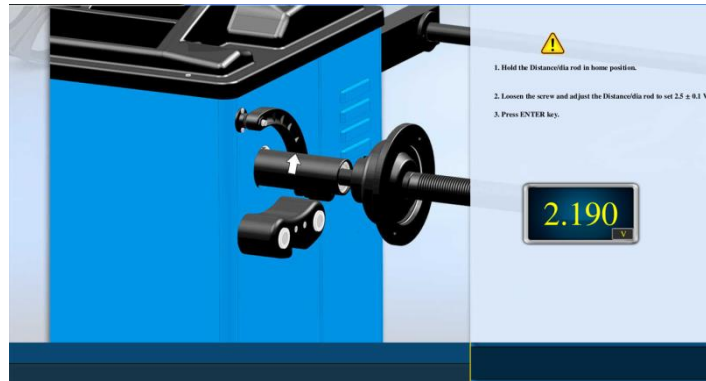 1. Hold the Distance/dia rod in home position.
2. Loosen the screw and adjust the Distance/dia rod to set 2.5 ± 0.1 V
3. Press ENTER key.
2.190
V